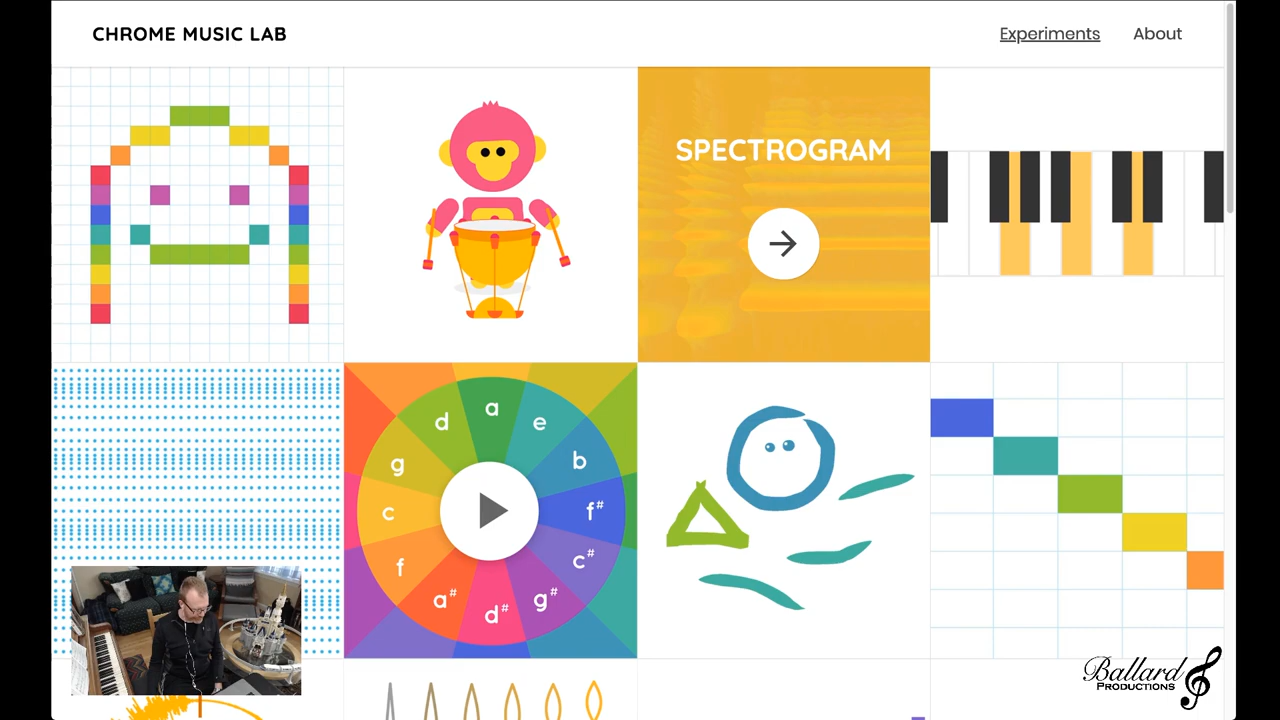 CHROME MUSIC LAB
Experiments About
SPECTROGRAM
a
d e
g b
c f#
f c#
a# g#
d#
Ballard
PRODUCTIONS